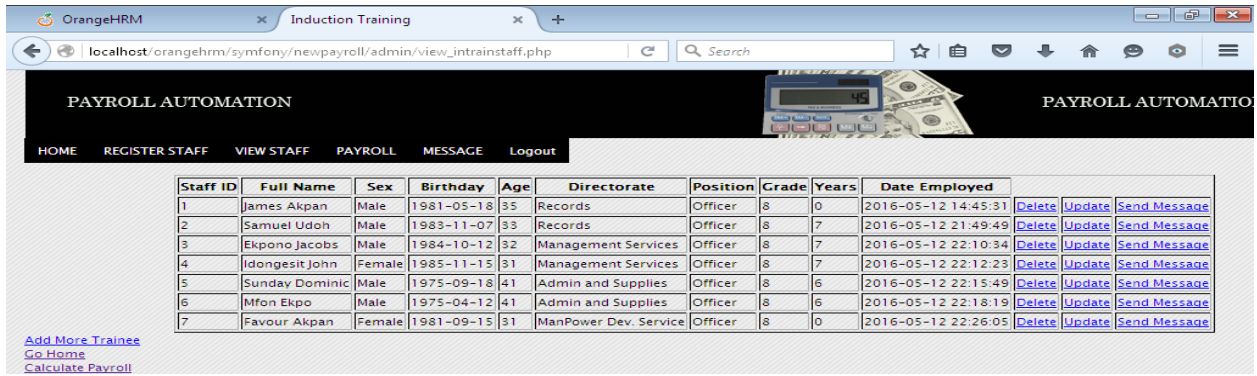 OrangeHRM × Induction Training × +
localhost/orangehrm/symfony/newpayroll/admin/view_intrainstaff.php Search
PAYROLL AUTOMATION PAYROLL AUTOMATIO
45
HOME REGISTER STAFF VIEW STAFF PAYROLL MESSAGE Logout
Staff ID Full Name Sex Birthday Age Directorate Position Grade Years Date Employed
1 James Akpan Male 1981-05-18 35 Records Officer 8 0 2016-05-12 14:45:31 Delete Update Send Message
2 Samuel Udoh Male 1983-11-07 33 Records Officer 8 7 2016-05-12 21:49:49 Delete Update Send Message
3 Ekpono Jacobs Male 1984-10-12 32 Management Services Officer 8 7 2016-05-12 22:10:34 Delete Update Send Message
4 Idongesit John Female 1985-11-15 31 Management Services Officer 8 7 2016-05-12 22:12:23 Delete Update Send Message
5 Sunday Dominic Male 1975-09-18 41 Admin and Supplies Officer 8 6 2016-05-12 22:15:49 Delete Update Send Message
6 Mfon Ekpo Male 1975-04-12 41 Admin and Supplies Officer 8 6 2016-05-12 22:18:19 Delete Update Send Message
7 Favour Akpan Female 1981-09-15 31 ManPower Dev. Service Officer 8 0 2016-05-12 22:26:05 Delete Update Send Message
Add More Trainee
Go Home
Calculate Payroll